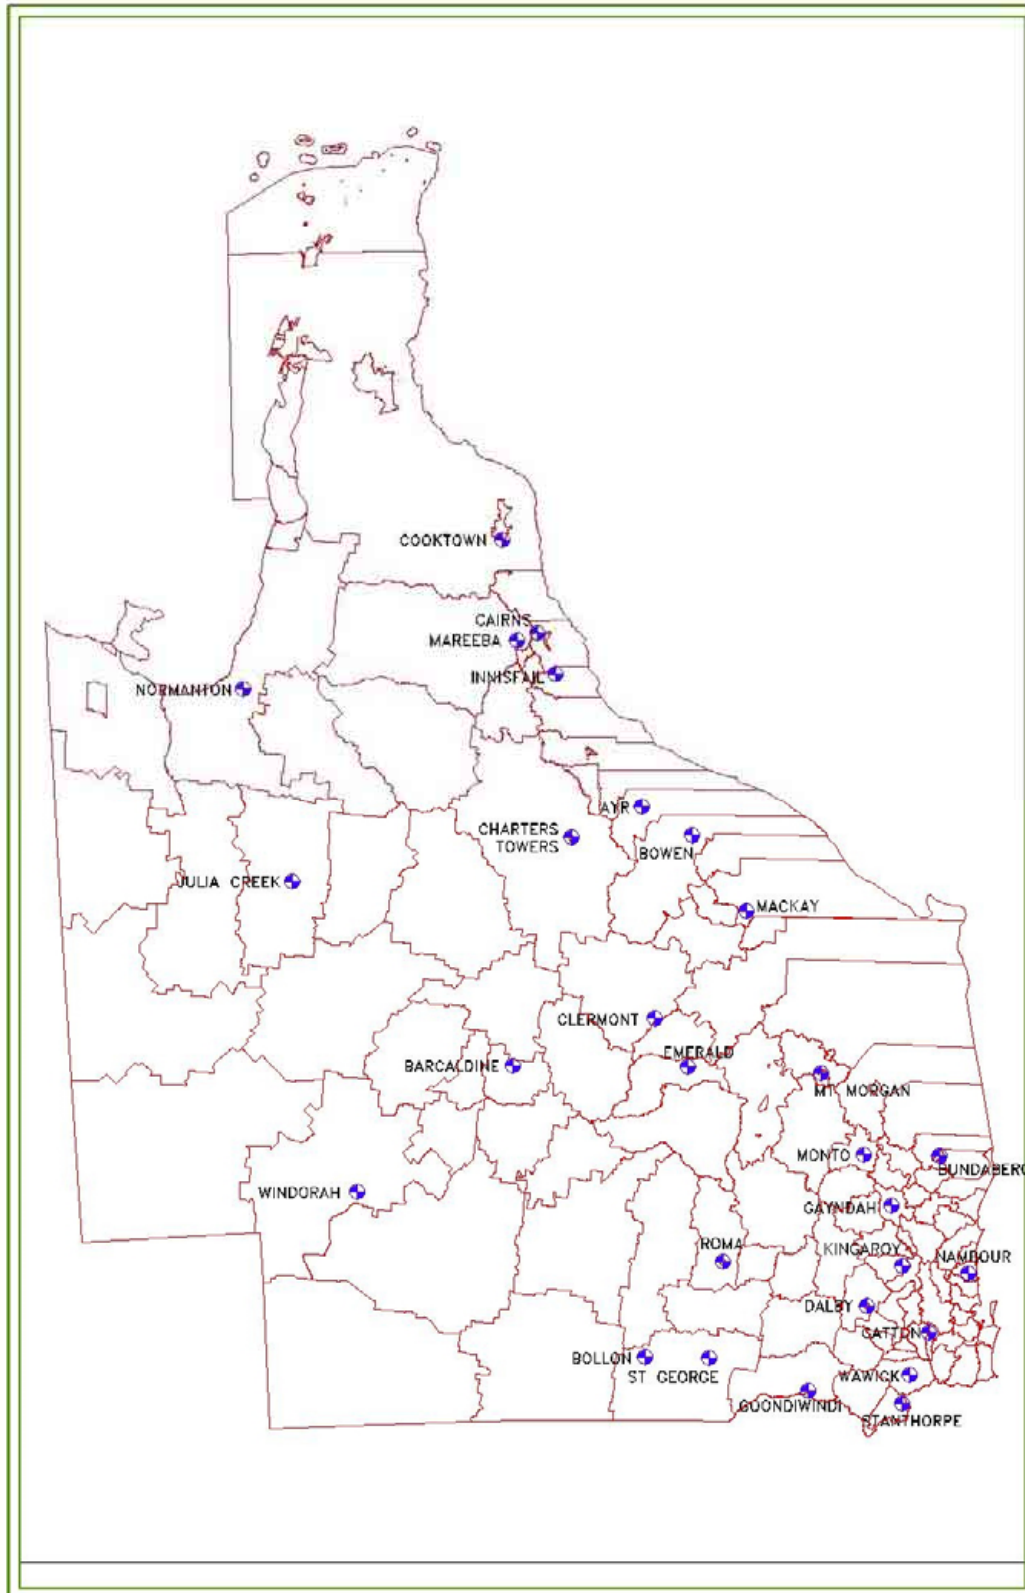 COOKTOWN
CAIRNS
MAREEBA
INNISFAIL
NORMANTON
AYR
CHARTERS
TOWERS
BOWEN
JULIA CREEK
MACKAY
CLERMONT
EMERALD
BARCALDINE
MT MORGAN
MONTO
BUNDABERG
WINDORAH
GAYNDAH
ROMA
KINGAROY
NAMBOUR
DALBY
GATTON
BOLLON
ST GEORGE
WAWICK
GOONDIWINDI
STANTHORPE